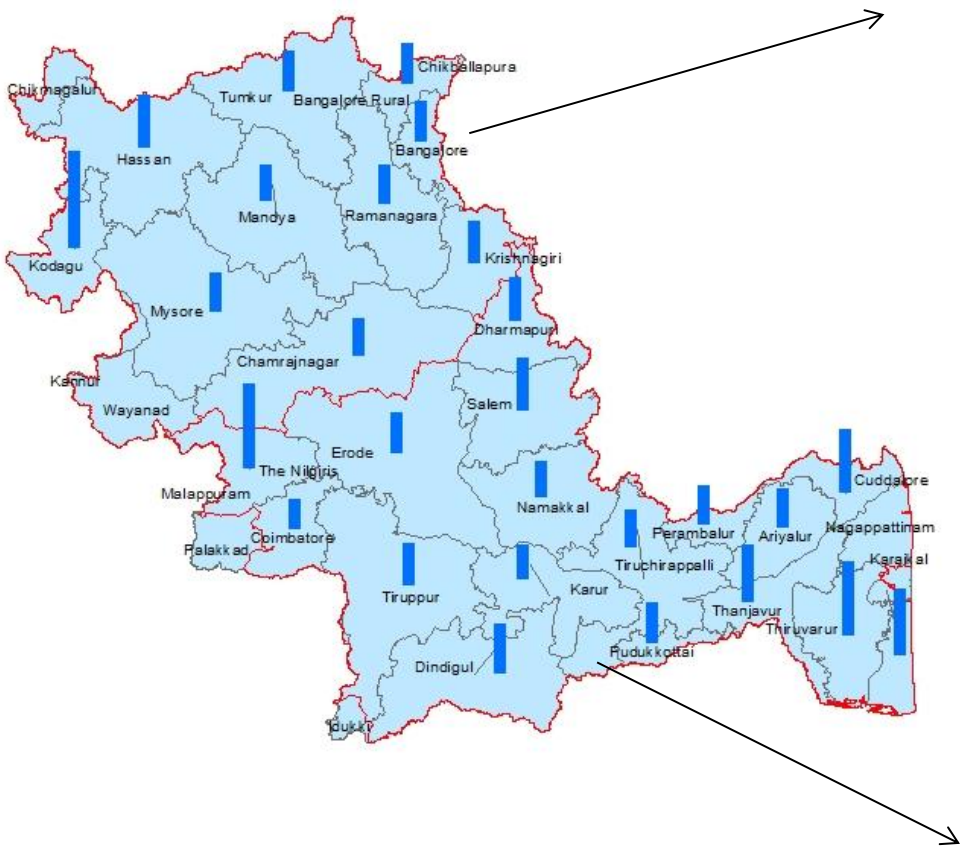 Chikballapura
Chikmagalur
Tumkur
Bangalore Rural
Bangalore
Hassan
Mandya
Ramanagara
Kodagu
Krishnagiri
Mysore
Dharmapuri
Chamrajnagar
Kannur
Wayanad
Salem
Erode
The Nilgiris
Cuddalore
Malappuram
Namakkal
Nagappattinam
Perambalur
Ariyalur
Coimbatore
Palakkad
Karaikal
Tiruchirappalli
Karur
Tiruppur
Thanjavur
Thiruvarur
Pudukkottai
Dindigul
Idukki